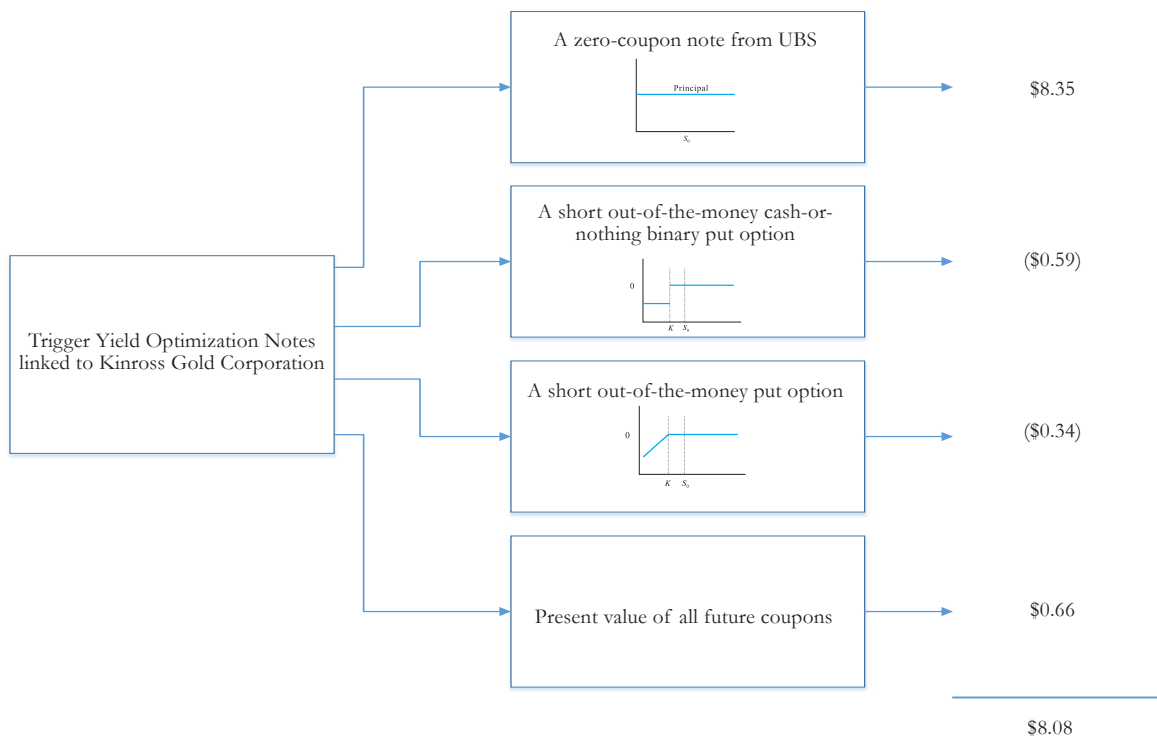 A zero-coupon note from UBS
Principal
S₀
$8.35
A short out-of-the-money cash-or-
nothing binary put option
0
K
S₀
($0.59)
Trigger Yield Optimization Notes
linked to Kinross Gold Corporation
A short out-of-the-money put option
0
K
S₀
($0.34)
Present value of all future coupons
$0.66
$8.08